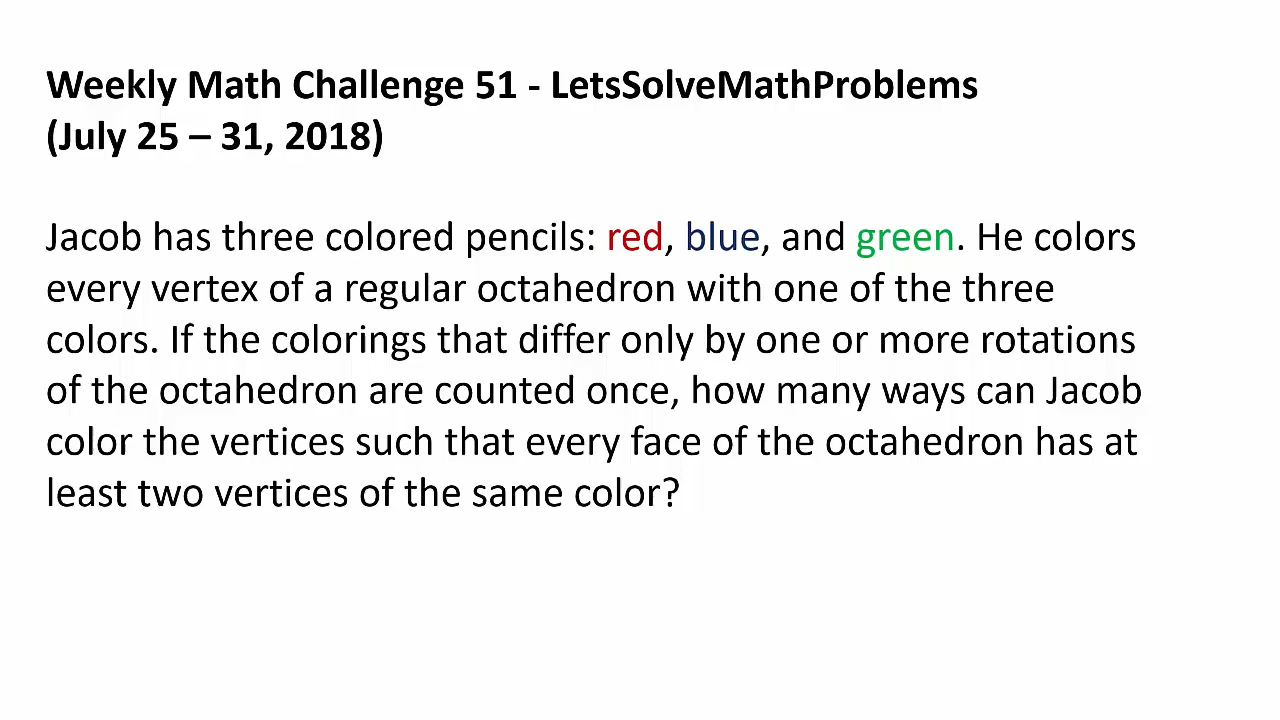 Weekly Math Challenge 51 - LetsSolveMathProblems
(July 25 – 31, 2018)
Jacob has three colored pencils: red, blue, and green. He colors
every vertex of a regular octahedron with one of the three
colors. If the colorings that differ only by one or more rotations
of the octahedron are counted once, how many ways can Jacob
color the vertices such that every face of the octahedron has at
least two vertices of the same color?